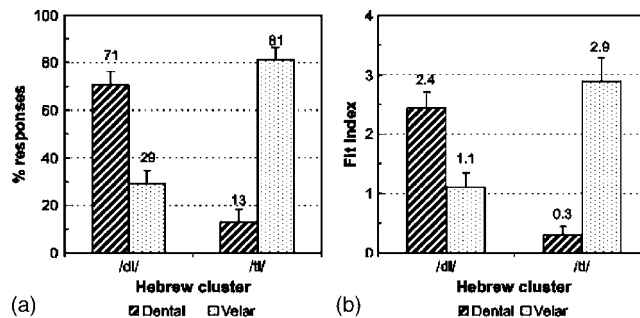 100
80
60
40
20
0
% responses
71
29
13
81
/dl/
/tl/
Hebrew cluster
Dental
Velar
(a)
4
3
2
1
0
Fit Index
2.4
1.1
0.3
2.9
/dl/
/tl/
Hebrew cluster
Dental
Velar
(b)